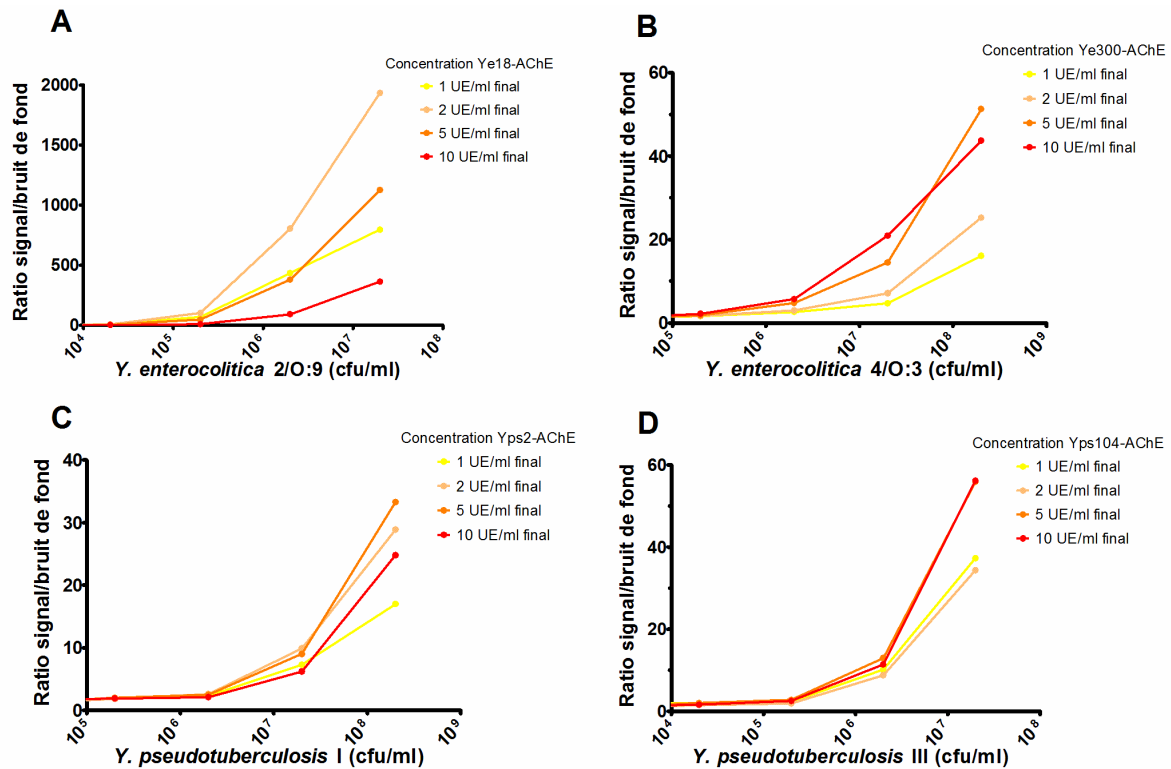 A
Concentration Ye18-AChE
1 UE/ml final
2 UE/ml final
5 UE/ml final
10 UE/ml final
Ratio signal/bruit de fond
2000
1500
1000
500
0
10^4
10^5
10^6
10^7
10^8
Y. enterocolitica 2/O:9 (cfu/ml)
B
Concentration Ye300-AChE
1 UE/ml final
2 UE/ml final
5 UE/ml final
10 UE/ml final
Ratio signal/bruit de fond
60
40
20
0
10^5
10^6
10^7
10^8
10^9
Y. enterocolitica 4/O:3 (cfu/ml)
C
Concentration Yps2-AChE
1 UE/ml final
2 UE/ml final
5 UE/ml final
10 UE/ml final
Ratio signal/bruit de fond
40
30
20
10
0
10^5
10^6
10^7
10^8
10^9
Y. pseudotuberculosis I (cfu/ml)
D
Concentration Yps104-AChE
1 UE/ml final
2 UE/ml final
5 UE/ml final
10 UE/ml final
Ratio signal/bruit de fond
60
40
20
0
10^4
10^5
10^6
10^7
10^8
Y. pseudotuberculosis III (cfu/ml)